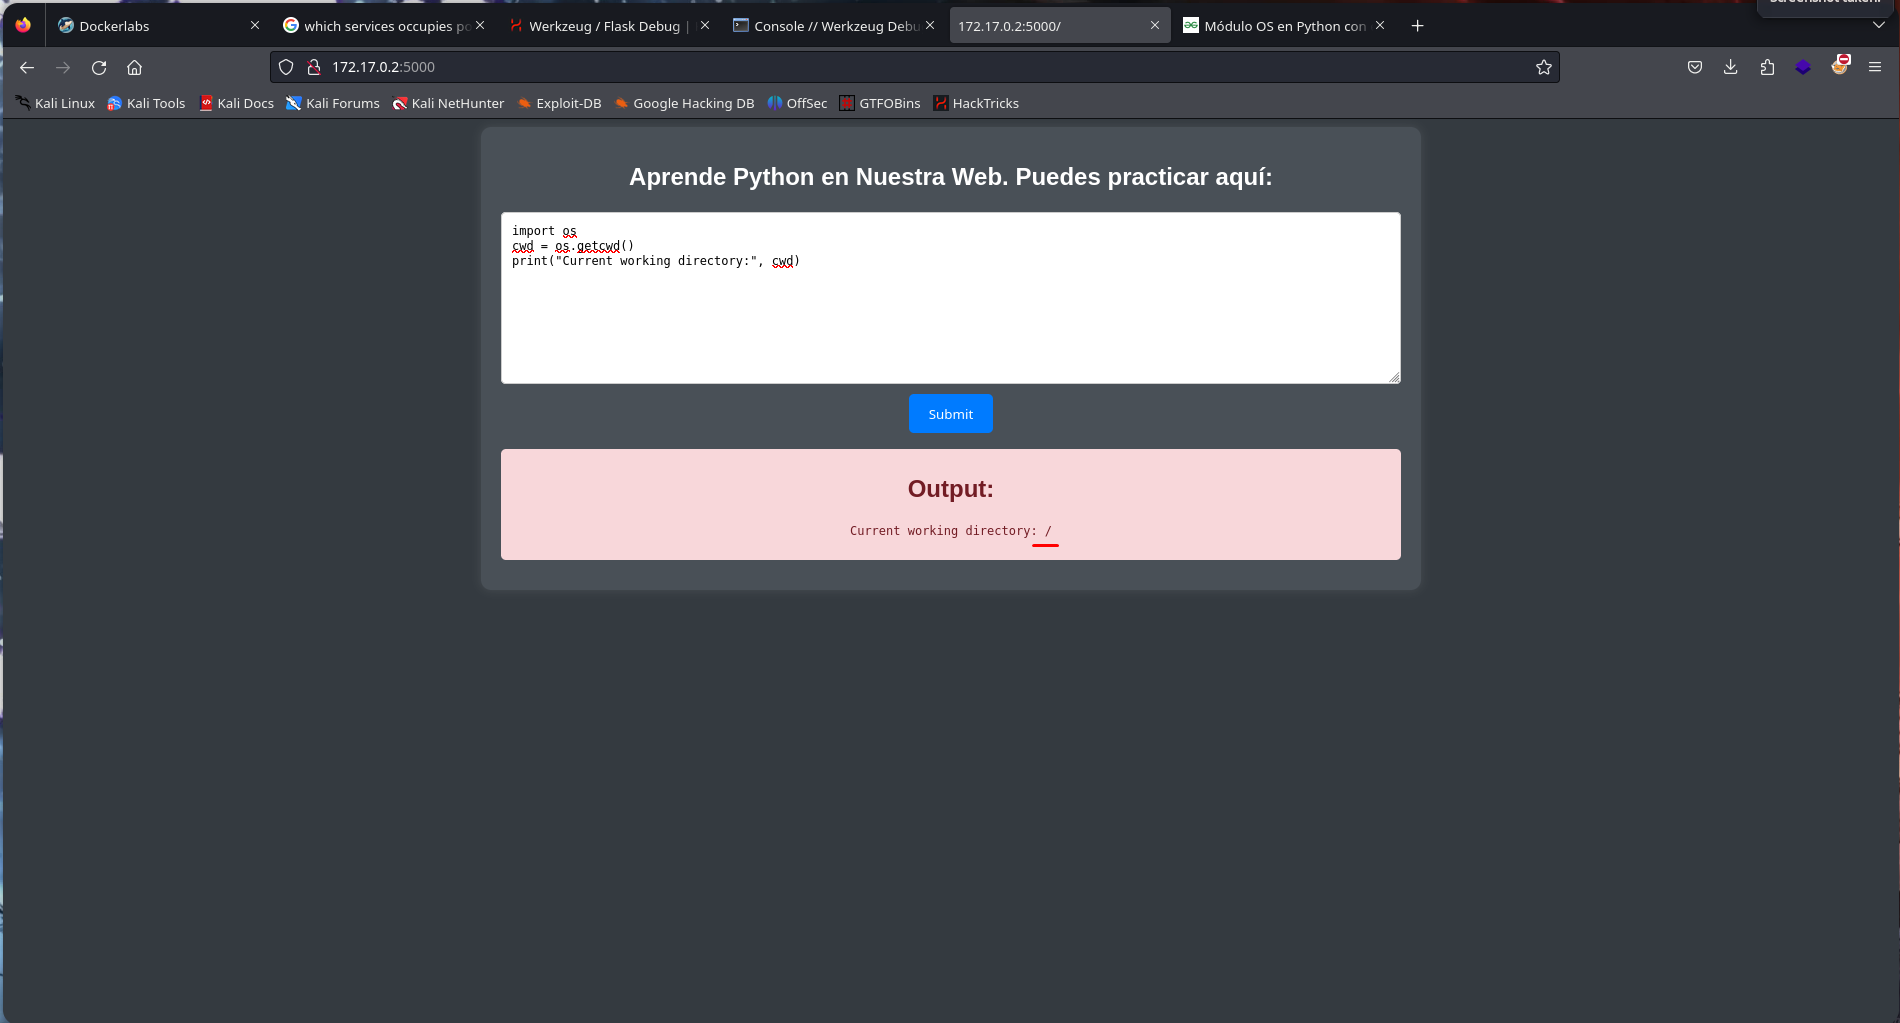 Dockerlabs
which services occupies po
Werkzeug / Flask Debug |
Console // Werkzeug Debu
172.17.0.2:5000/
Módulo OS en Python con
172.17.0.2:5000
Kali Linux
Kali Tools
Kali Docs
Kali Forums
Kali NetHunter
Exploit-DB
Google Hacking DB
OffSec
GTFOBins
HackTricks
Aprende Python en Nuestra Web. Puedes practicar aquí:
import os
cwd = os.getcwd()
print("Current working directory:", cwd)
Submit
Output:
Current working directory: /